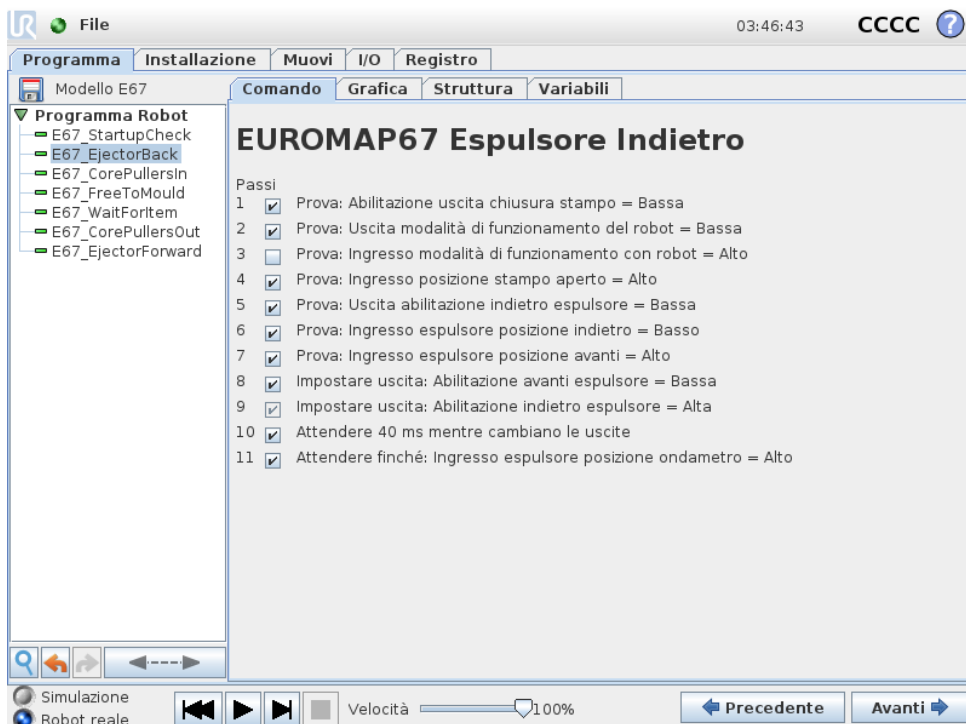 UR File 03:46:43 CCCC ?
Programma Installazione Muovi I/O Registro
Modello E67 Comando Grafica Struttura Variabili
Programma Robot
E67_StartupCheck
E67_EjectorBack
E67_CorePullersIn
E67_FreeToMould
E67_WaitForItem
E67_CorePullersOut
E67_EjectorForward
EUROMAP67 Espulsore Indietro
Passi
1 Prova: Abilitazione uscita chiusura stampo = Bassa
2 Prova: Uscita modalità di funzionamento del robot = Bassa
3 Prova: Ingresso modalità di funzionamento con robot = Alto
4 Prova: Ingresso posizione stampo aperto = Alto
5 Prova: Uscita abilitazione indietro espulsore = Bassa
6 Prova: Ingresso espulsore posizione indietro = Basso
7 Prova: Ingresso espulsore posizione avanti = Alto
8 Impostare uscita: Abilitazione avanti espulsore = Bassa
9 Impostare uscita: Abilitazione indietro espulsore = Alta
10 Attendere 40 ms mentre cambiano le uscite
11 Attendere finché: Ingresso espulsore posizione ondametro = Alto
Simulazione
Robot reale
Velocità 100% Precedente Avanti